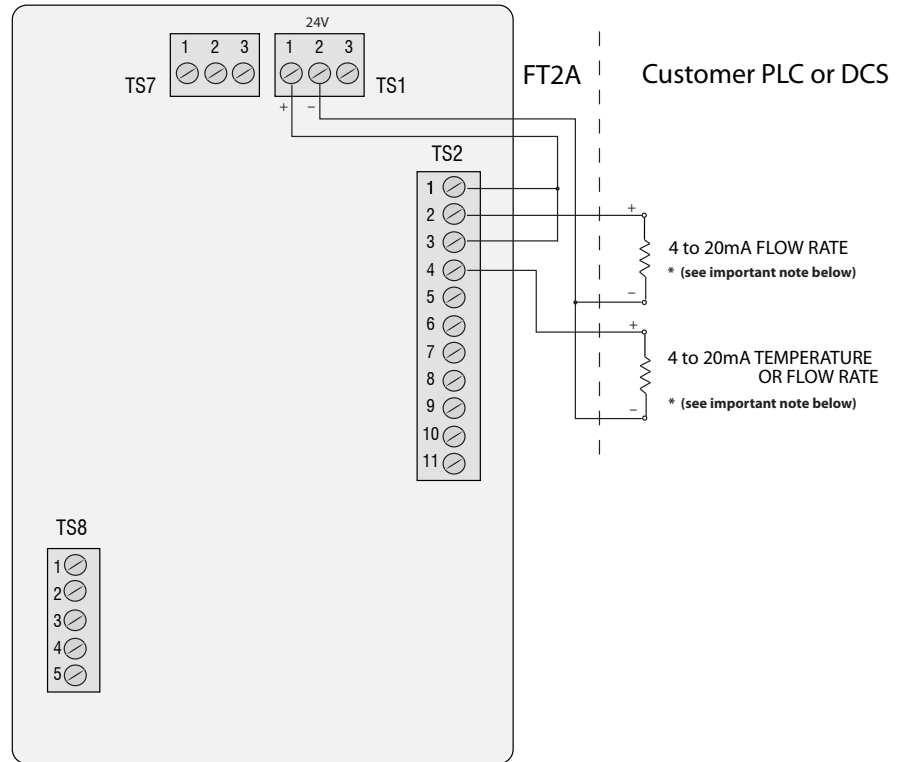 24V
1 2 3
TS7
1 2 3
TS1
+ −
FT2A
Customer PLC or DCS
TS2
1
2
3
4
5
6
7
8
9
10
11
+
4 to 20mA FLOW RATE
* (see important note below)
−
+
4 to 20mA TEMPERATURE
OR FLOW RATE
* (see important note below)
−
TS8
1
2
3
4
5